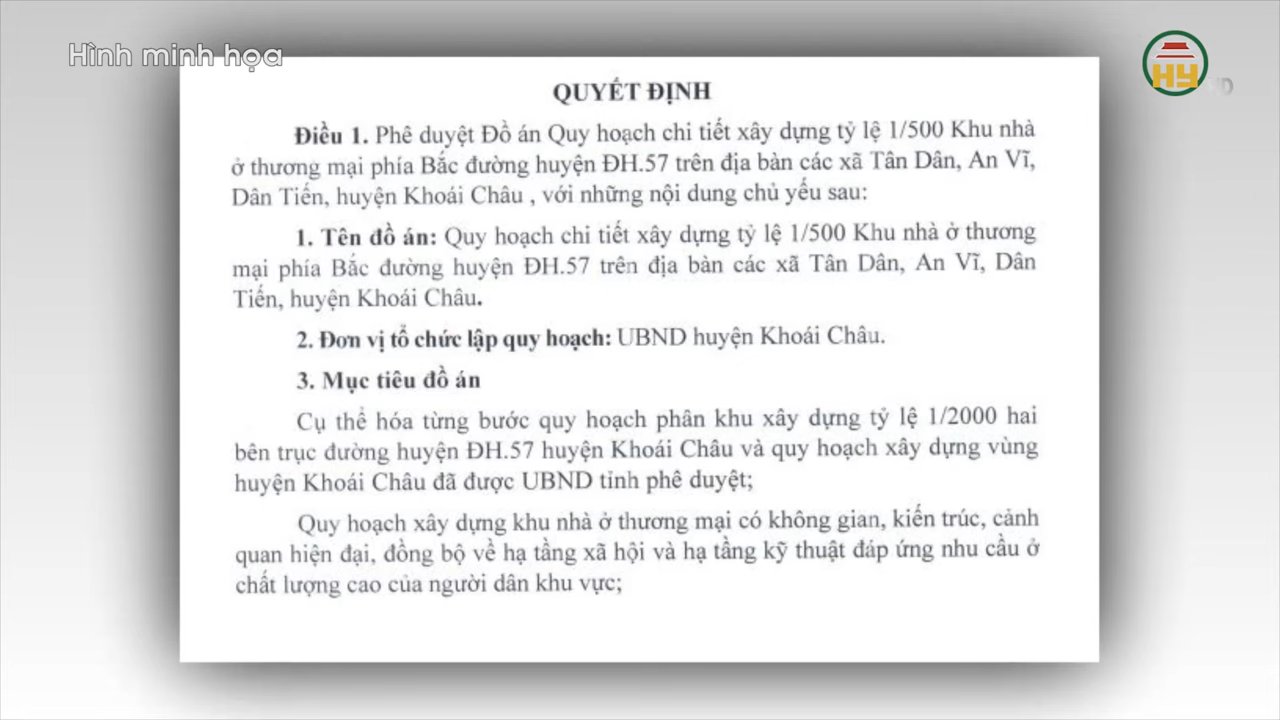 Hình minh họa
HY
HD
QUYẾT ĐỊNH
Điều 1. Phê duyệt Đồ án Quy hoạch chi tiết xây dựng tỷ lệ 1/500 Khu nhà
ở thương mại phía Bắc đường huyện ĐH.57 trên địa bàn các xã Tân Dân, An Vĩ,
Dân Tiến, huyện Khoái Châu , với những nội dung chủ yếu sau:
1. Tên đồ án: Quy hoạch chi tiết xây dựng tỷ lệ 1/500 Khu nhà ở thương
mại phía Bắc đường huyện ĐH.57 trên địa bàn các xã Tân Dân, An Vĩ, Dân
Tiến, huyện Khoái Châu.
2. Đơn vị tổ chức lập quy hoạch: UBND huyện Khoái Châu.
3. Mục tiêu đồ án
Cụ thể hóa từng bước quy hoạch phân khu xây dựng tỷ lệ 1/2000 hai
bên trục đường huyện ĐH.57 huyện Khoái Châu và quy hoạch xây dựng vùng
huyện Khoái Châu đã được UBND tỉnh phê duyệt;
Quy hoạch xây dựng khu nhà ở thương mại có không gian, kiến trúc, cảnh
quan hiện đại, đồng bộ về hạ tầng xã hội và hạ tầng kỹ thuật đáp ứng nhu cầu ở
chất lượng cao của người dân khu vực;